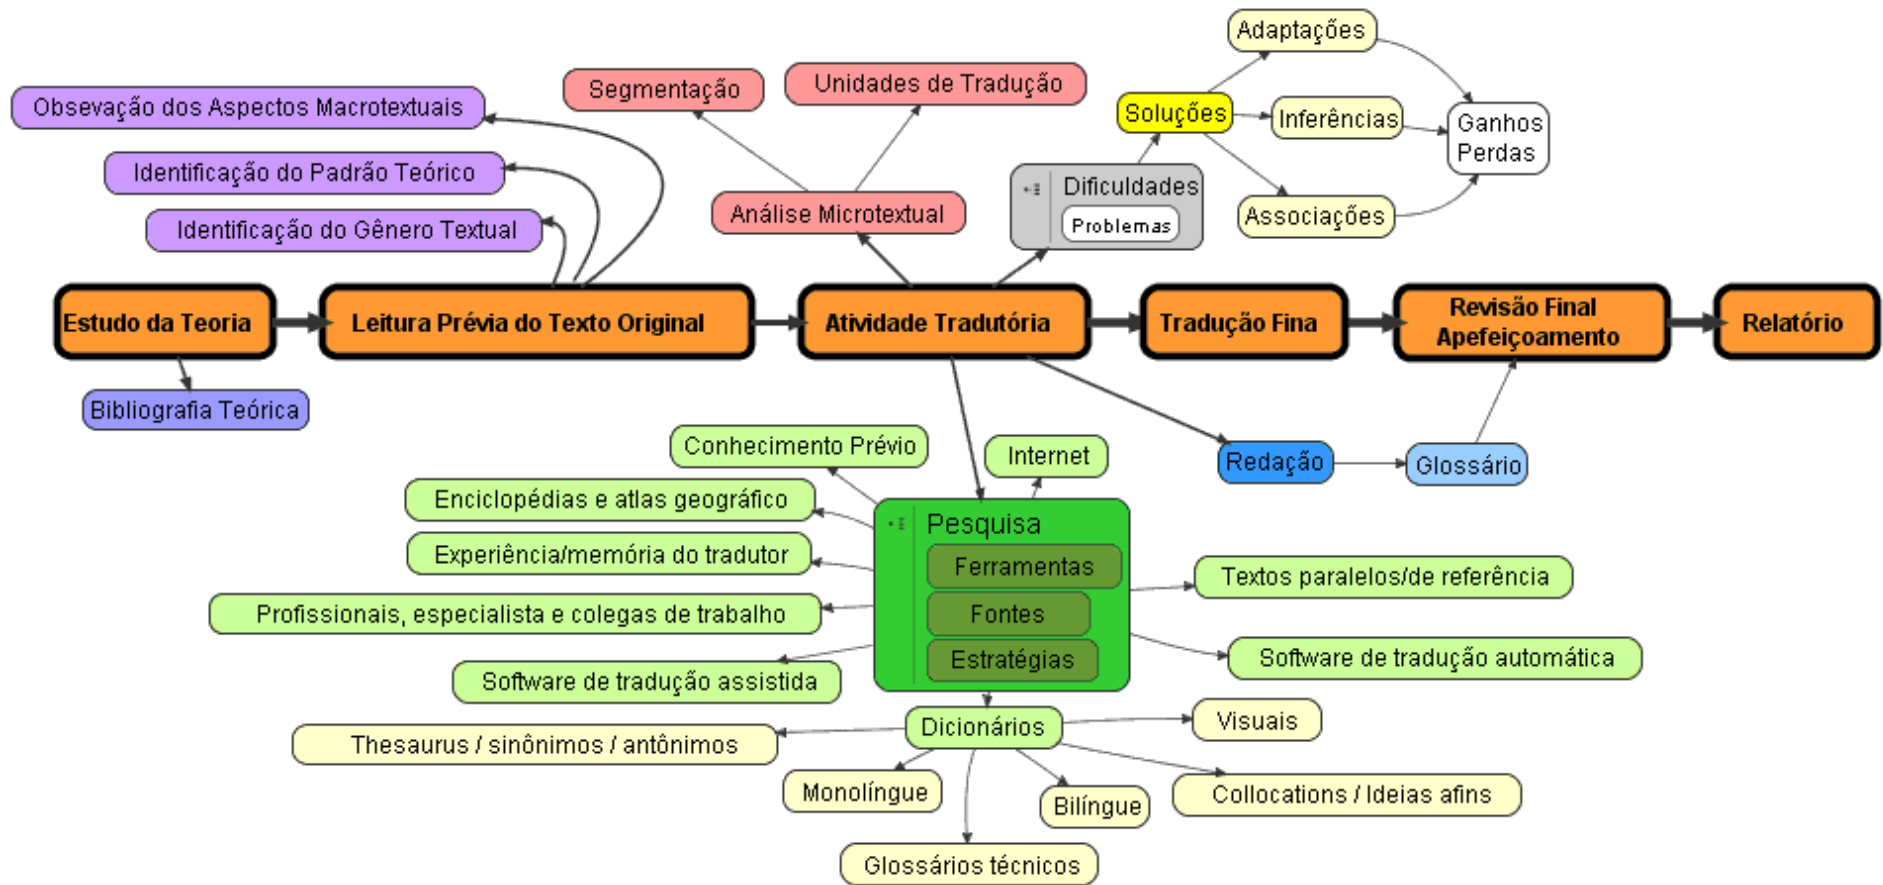 Adaptações
Segmentação
Unidades de Tradução
Obsevação dos Aspectos Macrotextuais
Soluções
Inferências
Ganhos
Perdas
Identificação do Padrão Teórico
Dificuldades
Problemas
Análise Microtextual
Associações
Identificação do Gênero Textual
Estudo da Teoria
Leitura Prévia do Texto Original
Atividade Tradutória
Tradução Fina
Revisão Final
Apefeiçoamento
Relatório
Bibliografia Teórica
Conhecimento Prévio
Internet
Redação
Glossário
Enciclopédias e atlas geográfico
Pesquisa
Ferramentas
Fontes
Estratégias
Experiência/memória do tradutor
Textos paralelos/de referência
Profissionais, especialista e colegas de trabalho
Software de tradução automática
Software de tradução assistida
Dicionários
Visuais
Thesaurus / sinônimos / antônimos
Monolíngue
Bilíngue
Collocations / Ideias afins
Glossários técnicos